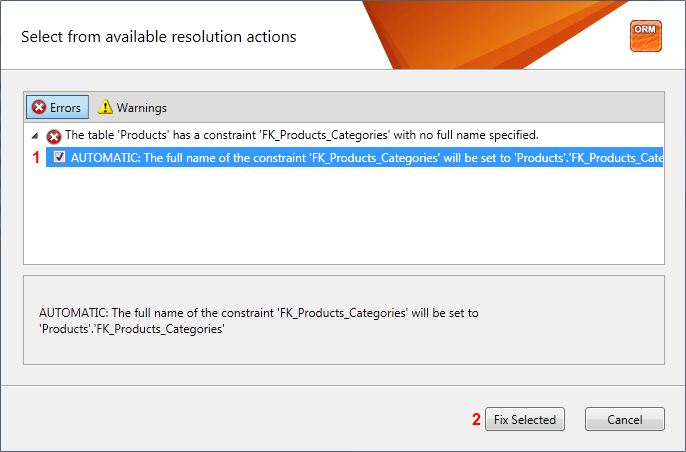 Select from available resolution actions
ORM
Errors
Warnings
The table 'Products' has a constraint 'FK_Products_Categories' with no full name specified.
1
AUTOMATIC: The full name of the constraint 'FK_Products_Categories' will be set to 'Products'.'FK_Products_Cate
AUTOMATIC: The full name of the constraint 'FK_Products_Categories' will be set to
'Products'.'FK_Products_Categories'
2
Fix Selected
Cancel